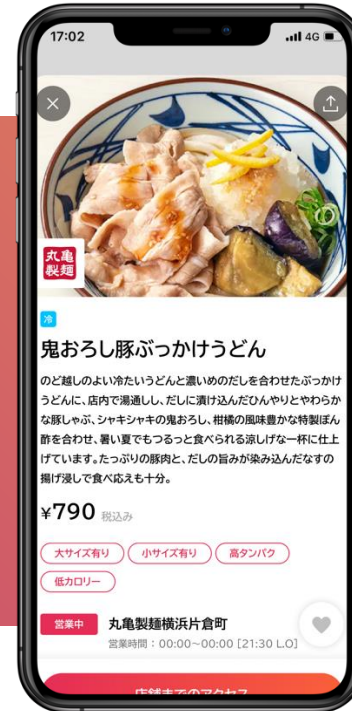 17:02
4G
丸亀
製麺
冷
鬼おろし豚ぶっかけうどん
のど越しのよい冷たいうどんと濃いめのだしを合わせたぶっかけ
うどんに、店内で湯通しし、だしに漬け込んだひんやりとやわらか
な豚しゃぶ、シャキシャキの鬼おろし、柑橘の風味豊かな特製ぽん
酢を合わせ、暑い夏でもつるっと食べられる涼しげな一杯に仕上
げています。たっぷりの豚肉と、だしの旨みが染み込んだなすの
揚げ浸しで食べ応えも十分。
¥790 税込み
大サイズ有り 小サイズ有り 高タンパク
低カロリー
営業中 丸亀製麺横浜片倉町
営業時間：00:00〜00:00 [21:30 L.O]
店舗までのアクセス